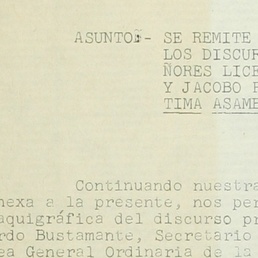 ASUNTO:- SE REMITE
LOS DISCUR
ÑORES LICE
Y JACOBO
TIMA ASAMB
Continuando nuestra
nexa a la presente, nos per
aquigráfica del discurso pr
rdo Bustamante, Secretario
ea General Ordinaria de la